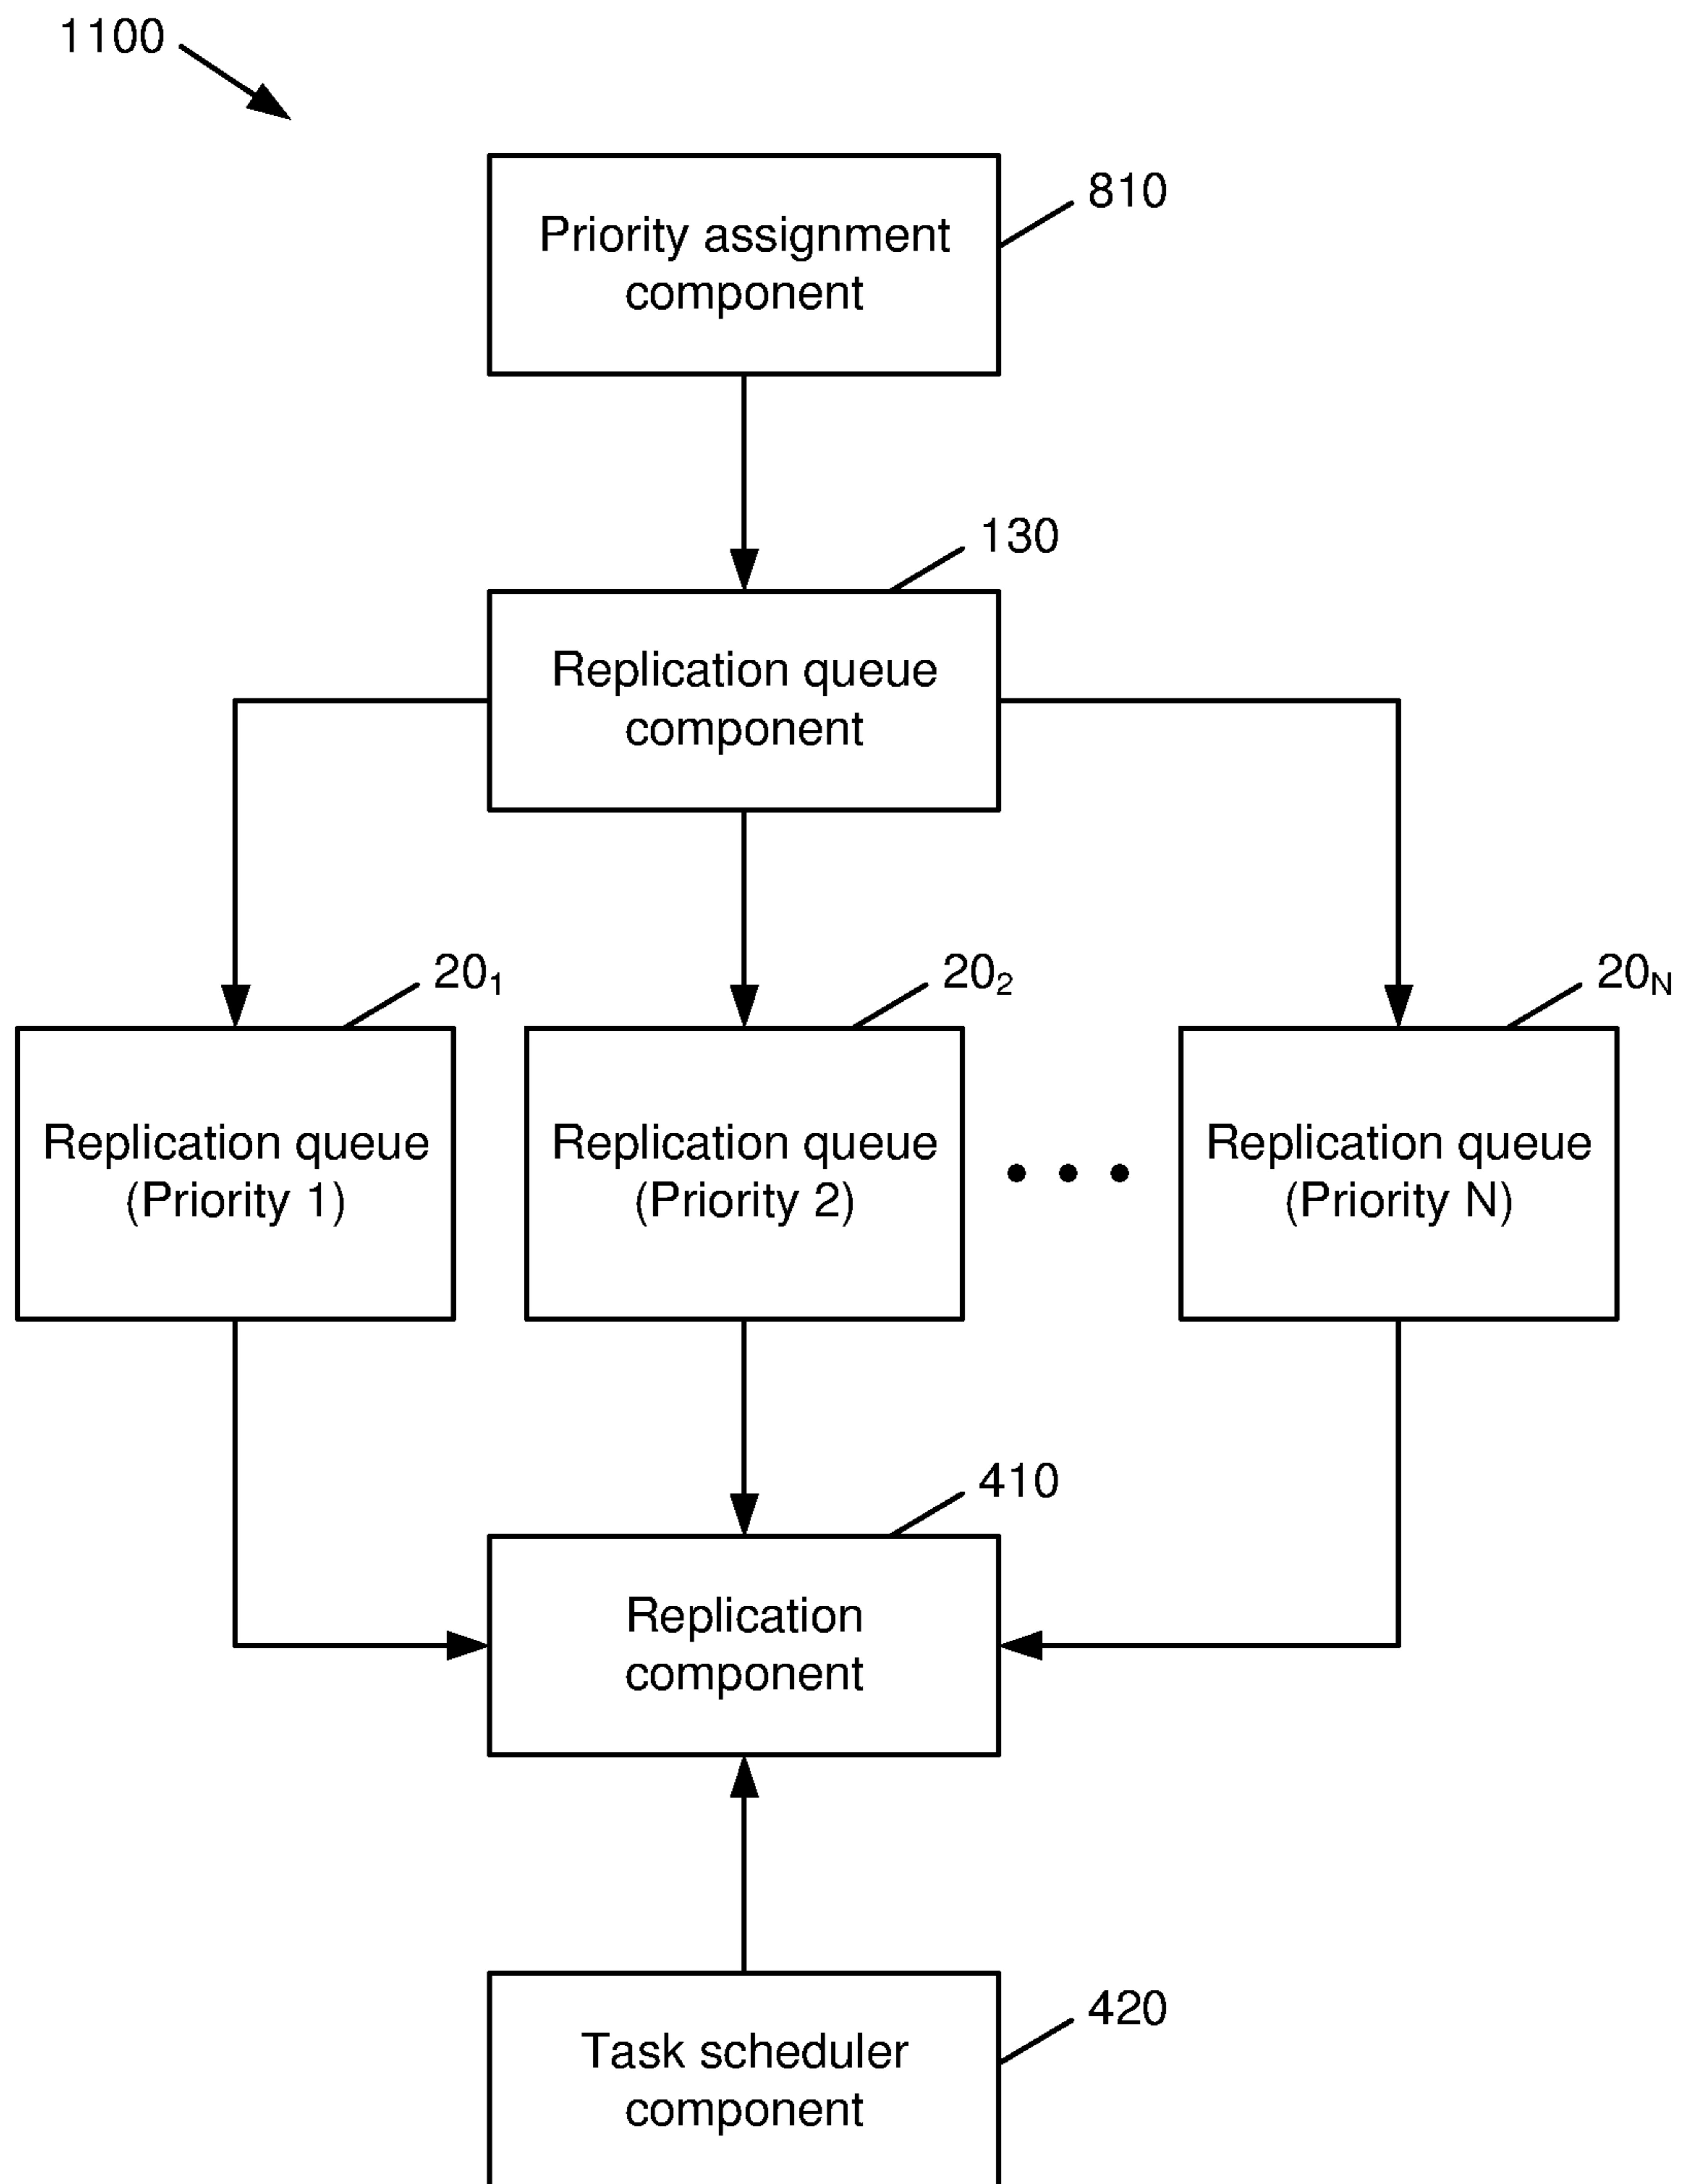 1100
810
Priority assignment
component
130
Replication queue
component
20₁
20₂
20_N
Replication queue
(Priority 1)
Replication queue
(Priority 2)
• • •
Replication queue
(Priority N)
410
Replication
component
420
Task scheduler
component